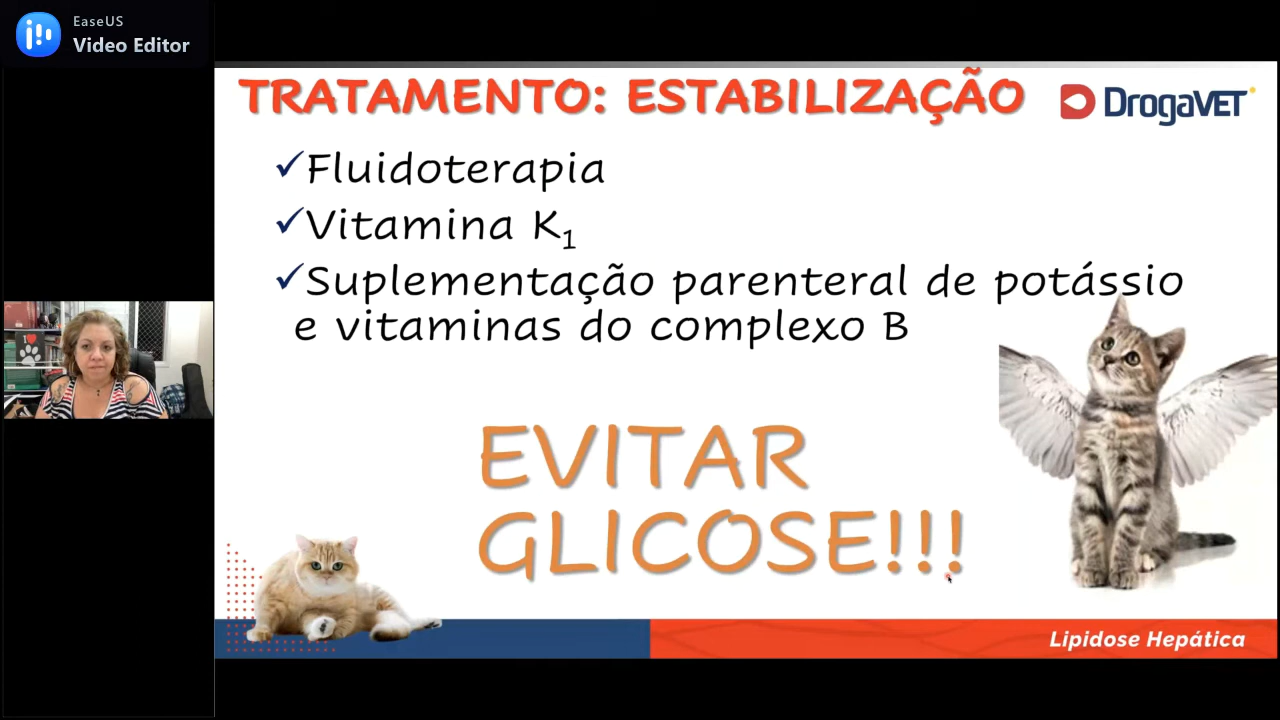 EaseUS
Video Editor
TRATAMENTO: ESTABILIZAÇÃO
DrogaVET
✓Fluidoterapia
✓Vitamina K₁
✓Suplementação parenteral de potássio
e vitaminas do complexo B
EVITAR
GLICOSE!!!
Lipidose Hepática